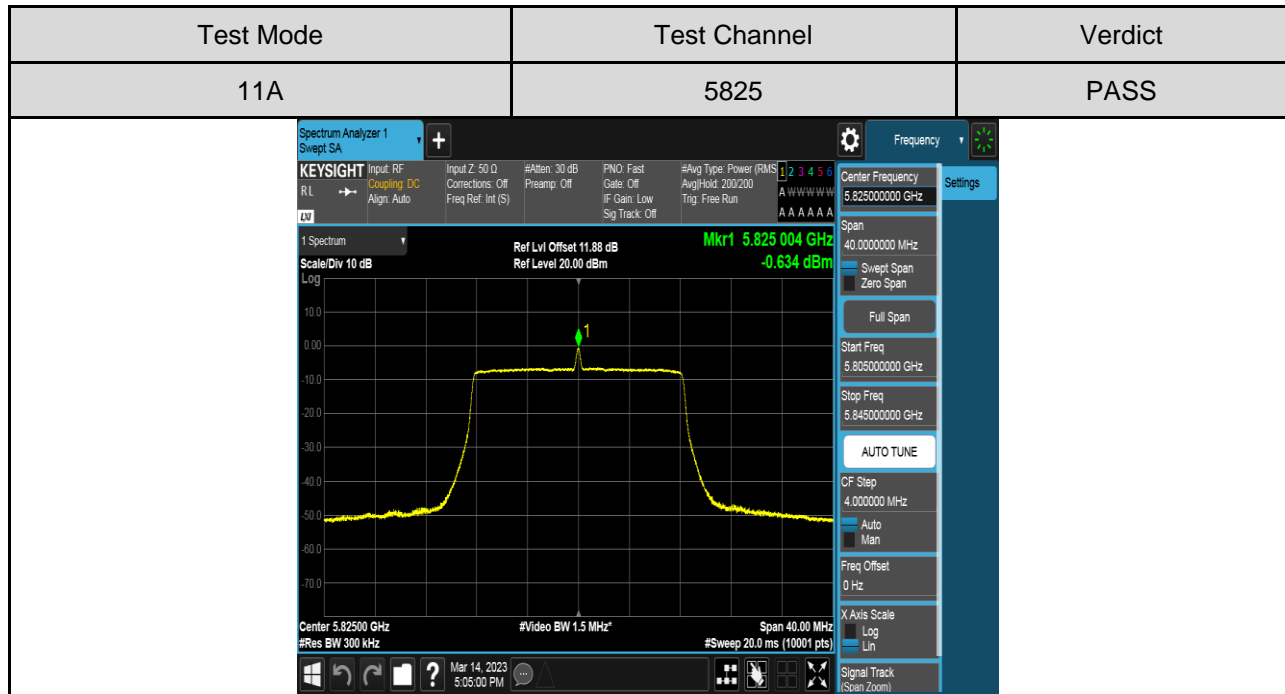 Test Mode Test Channel Verdict
11A 5825 PASS
Spectrum Analyzer 1
Swept SA
+
Frequency
KEYSIGHT
RL
LXI
Input: RF
Coupling: DC
Align: Auto
Input Z: 50 Ω
Corrections: Off
Freq Ref: Int (S)
#Atten: 30 dB
Preamp: Off
PNO: Fast
Gate: Off
IF Gain: Low
Sig Track: Off
#Avg Type: Power (RMS
Avg|Hold: 200/200
Trig: Free Run
1 2 3 4 5 6
A W W W W W
A A A A A A
1 Spectrum
Scale/Div 10 dB
Ref Lvl Offset 11.88 dB
Ref Level 20.00 dBm
Mkr1 5.825 004 GHz
-0.634 dBm
Log
10.0
0.00
-10.0
-20.0
-30.0
-40.0
-50.0
-60.0
-70.0
1
Center 5.82500 GHz
#Res BW 300 kHz
#Video BW 1.5 MHz*
Span 40.00 MHz
#Sweep 20.0 ms (10001 pts)
?
Mar 14, 2023
5:05:00 PM
Center Frequency
5.825000000 GHz
Settings
Span
40.0000000 MHz
Swept Span
Zero Span
Full Span
Start Freq
5.805000000 GHz
Stop Freq
5.845000000 GHz
AUTO TUNE
CF Step
4.000000 MHz
Auto
Man
Freq Offset
0 Hz
X Axis Scale
Log
Lin
Signal Track
(Span Zoom)